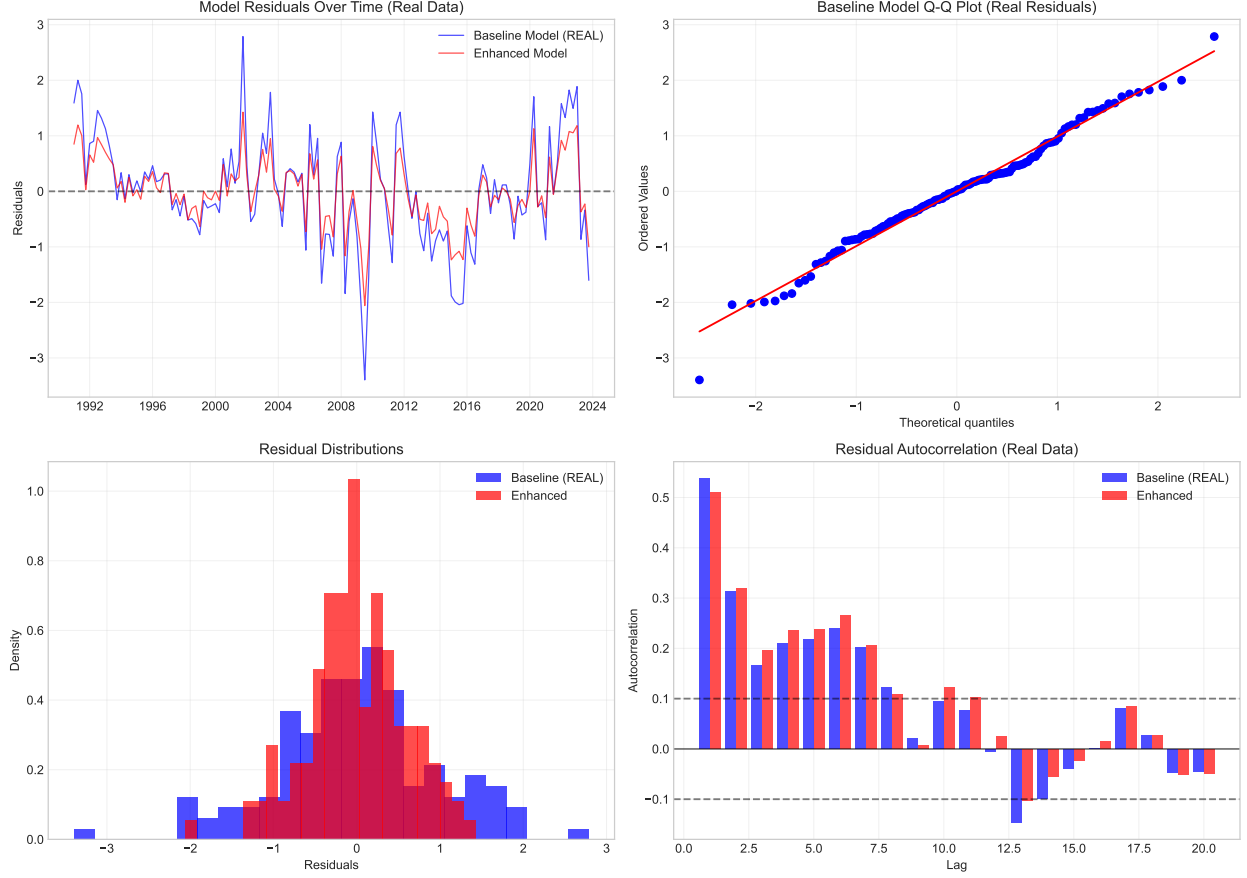 Model Residuals Over Time (Real Data)
Baseline Model (REAL)
Enhanced Model
3
2
1
0
−1
−2
−3
Residuals
1992 1996 2000 2004 2008 2012 2016 2020 2024
Baseline Model Q-Q Plot (Real Residuals)
3
2
1
0
−1
−2
−3
Ordered Values
−2 −1 0 1 2
Theoretical quantiles
Residual Distributions
Baseline (REAL)
Enhanced
1.0
0.8
0.6
0.4
0.2
0.0
Density
−3 −2 −1 0 1 2 3
Residuals
Residual Autocorrelation (Real Data)
Baseline (REAL)
Enhanced
0.5
0.4
0.3
0.2
0.1
0.0
−0.1
Autocorrelation
0.0 2.5 5.0 7.5 10.0 12.5 15.0 17.5 20.0
Lag